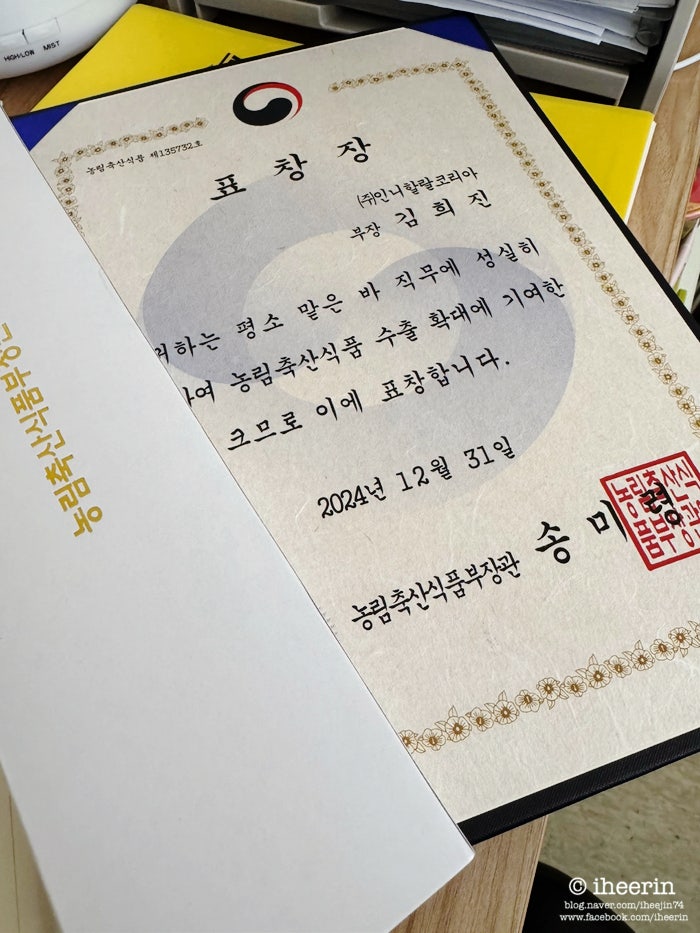 HIGH·LOW MIST
농림축산식품 제135732호
표 창 장
(주)인니할랄코리아
부장 김 희 진
하는 평소 맡은 바 직무에 성실히
여 농림축산식품 수출 확대에 기여한
크므로 이에 표창합니다.
2024년 12월 31일
농림축산식품부장관 송 미 령
농림축산식품부장관
농림축산식품부장관
© iheerin
blog.naver.com/iheejin74
www.facebook.com/iheerin